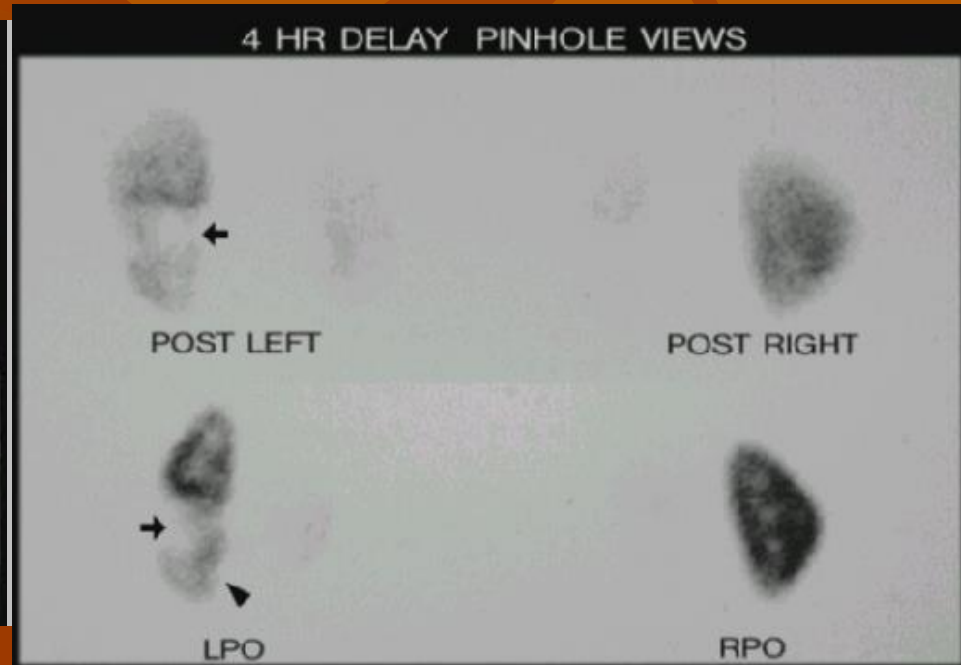 4 HR DELAY PINHOLE VIEWS
POST LEFT
POST RIGHT
LPO
RPO